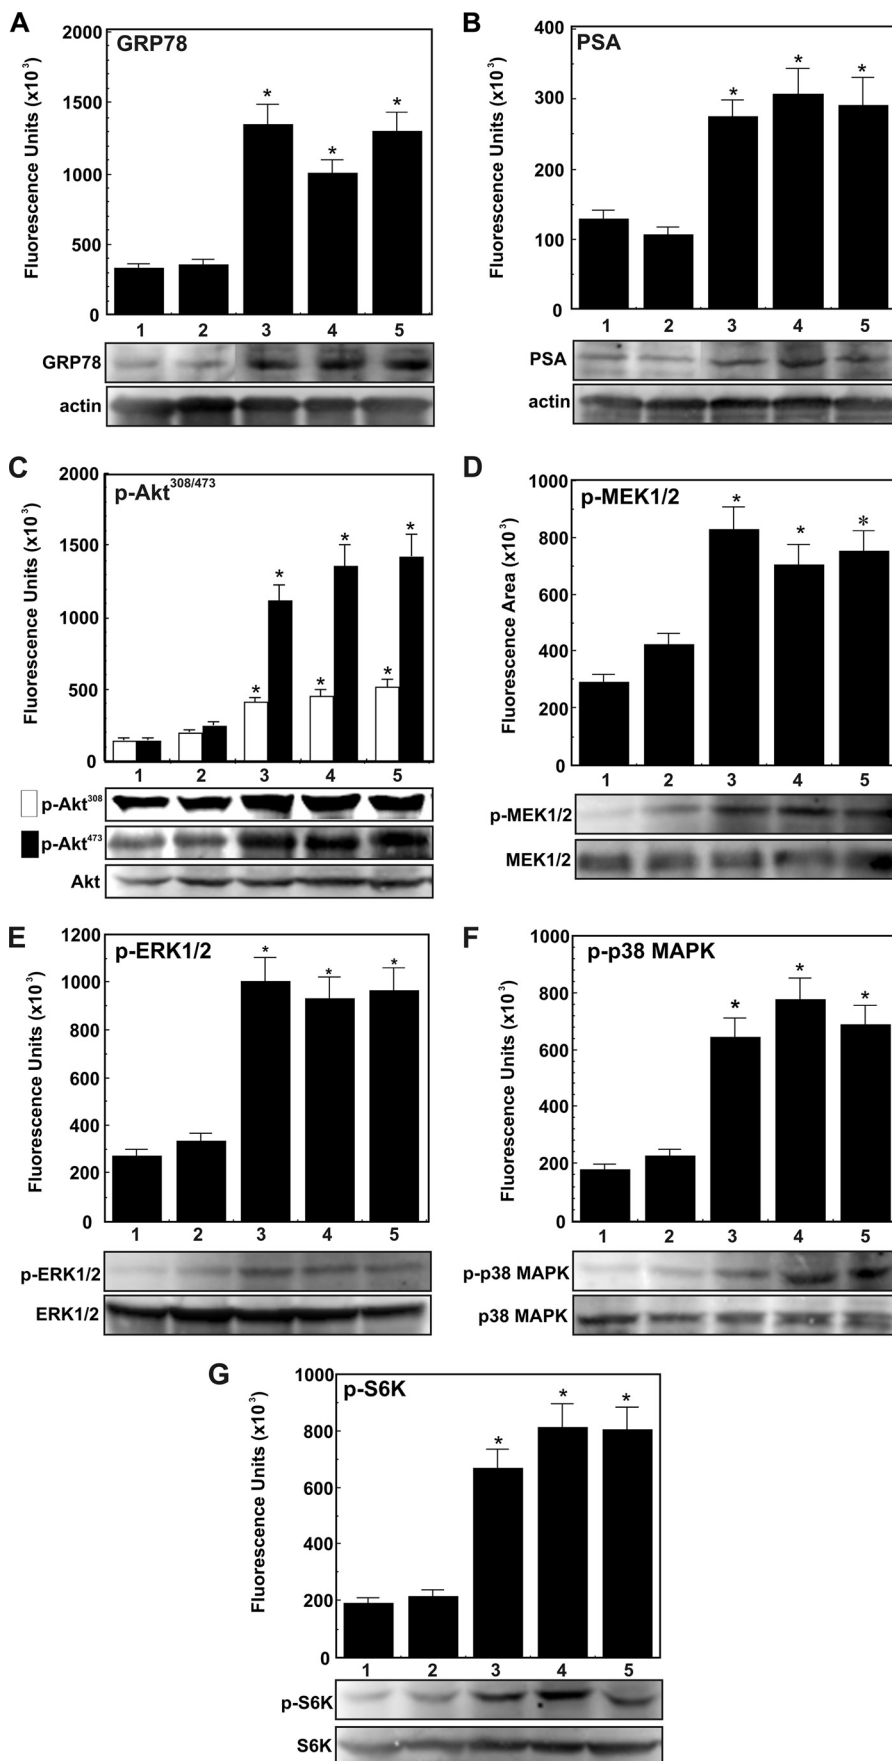 A
GRP78
Fluorescence Units (x10³)
2000
1500
1000
500
0
* * *
1 2 3 4 5
GRP78
actin
B
PSA
Fluorescence Units (x10³)
400
300
200
100
0
* * *
1 2 3 4 5
PSA
actin
C
p-Akt³⁰⁸/⁴⁷³
Fluorescence Units (x10³)
2000
1500
1000
500
0
* * * * * *
1 2 3 4 5
p-Akt³⁰⁸
p-Akt⁴⁷³
Akt
D
p-MEK1/2
Fluorescence Area (x10³)
1000
800
600
400
200
0
* * *
1 2 3 4 5
p-MEK1/2
MEK1/2
E
p-ERK1/2
Fluorescence Units (x10³)
1200
1000
800
600
400
200
0
* * *
1 2 3 4 5
p-ERK1/2
ERK1/2
F
p-p38 MAPK
Fluorescence Units (x10³)
1000
800
600
400
200
0
* * *
1 2 3 4 5
p-p38 MAPK
p38 MAPK
G
p-S6K
Fluorescence Units (x10³)
1000
800
600
400
200
0
* * *
1 2 3 4 5
p-S6K
S6K